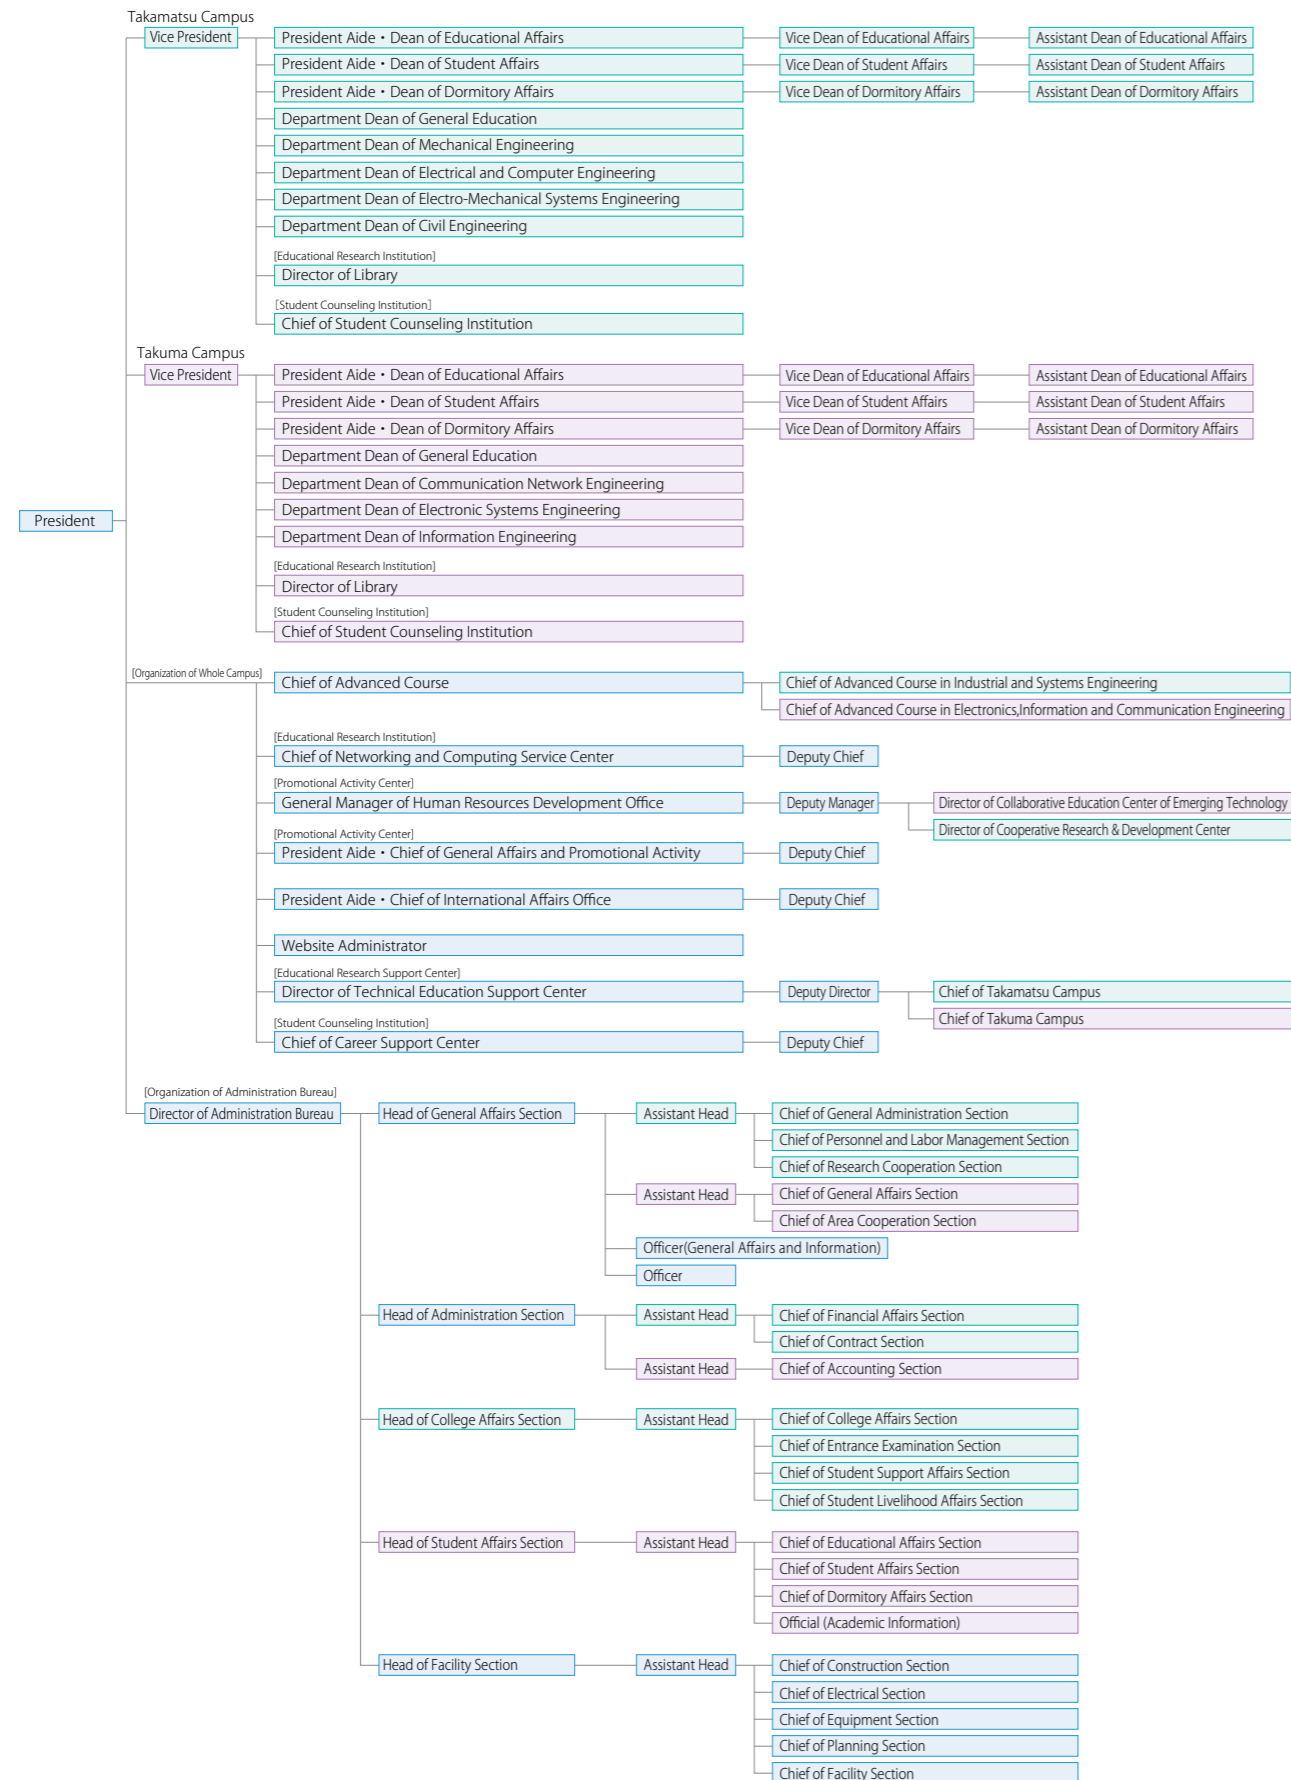 Takamatsu Campus
Vice President
President Aide・Dean of Educational Affairs
Vice Dean of Educational Affairs
Assistant Dean of Educational Affairs
President Aide・Dean of Student Affairs
Vice Dean of Student Affairs
Assistant Dean of Student Affairs
President Aide・Dean of Dormitory Affairs
Vice Dean of Dormitory Affairs
Assistant Dean of Dormitory Affairs
Department Dean of General Education
Department Dean of Mechanical Engineering
Department Dean of Electrical and Computer Engineering
Department Dean of Electro-Mechanical Systems Engineering
Department Dean of Civil Engineering
[Educational Research Institution]
Director of Library
[Student Counseling Institution]
Chief of Student Counseling Institution
Takuma Campus
Vice President
President Aide・Dean of Educational Affairs
Vice Dean of Educational Affairs
Assistant Dean of Educational Affairs
President Aide・Dean of Student Affairs
Vice Dean of Student Affairs
Assistant Dean of Student Affairs
President Aide・Dean of Dormitory Affairs
Vice Dean of Dormitory Affairs
Assistant Dean of Dormitory Affairs
Department Dean of General Education
Department Dean of Communication Network Engineering
Department Dean of Electronic Systems Engineering
President
Department Dean of Information Engineering
[Educational Research Institution]
Director of Library
[Student Counseling Institution]
Chief of Student Counseling Institution
[Organization of Whole Campus]
Chief of Advanced Course
Chief of Advanced Course in Industrial and Systems Engineering
Chief of Advanced Course in Electronics,Information and Communication Engineering
[Educational Research Institution]
Chief of Networking and Computing Service Center
Deputy Chief
[Promotional Activity Center]
General Manager of Human Resources Development Office
Deputy Manager
Director of Collaborative Education Center of Emerging Technology
Director of Cooperative Research & Development Center
[Promotional Activity Center]
President Aide・Chief of General Affairs and Promotional Activity
Deputy Chief
President Aide・Chief of International Affairs Office
Deputy Chief
Website Administrator
[Educational Research Support Center]
Director of Technical Education Support Center
Deputy Director
Chief of Takamatsu Campus
Chief of Takuma Campus
[Student Counseling Institution]
Chief of Career Support Center
Deputy Chief
[Organization of Administration Bureau]
Director of Administration Bureau
Head of General Affairs Section
Assistant Head
Chief of General Administration Section
Chief of Personnel and Labor Management Section
Chief of Research Cooperation Section
Assistant Head
Chief of General Affairs Section
Chief of Area Cooperation Section
Officer(General Affairs and Information)
Officer
Head of Administration Section
Assistant Head
Chief of Financial Affairs Section
Chief of Contract Section
Assistant Head
Chief of Accounting Section
Head of College Affairs Section
Assistant Head
Chief of College Affairs Section
Chief of Entrance Examination Section
Chief of Student Support Affairs Section
Chief of Student Livelihood Affairs Section
Head of Student Affairs Section
Assistant Head
Chief of Educational Affairs Section
Chief of Student Affairs Section
Chief of Dormitory Affairs Section
Official (Academic Information)
Head of Facility Section
Assistant Head
Chief of Construction Section
Chief of Electrical Section
Chief of Equipment Section
Chief of Planning Section
Chief of Facility Section